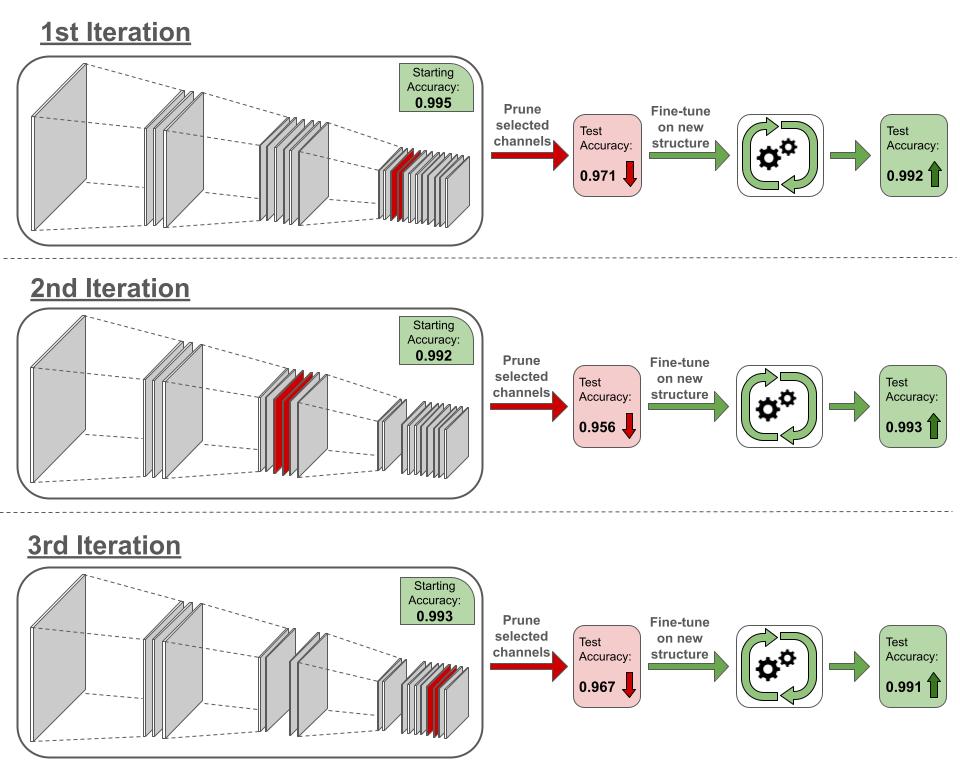 1st Iteration
Starting
Accuracy:
0.995
Prune
selected
channels
Test
Accuracy:
0.971
Fine-tune
on new
structure
Test
Accuracy:
0.992
2nd Iteration
Starting
Accuracy:
0.992
Prune
selected
channels
Test
Accuracy:
0.956
Fine-tune
on new
structure
Test
Accuracy:
0.993
3rd Iteration
Starting
Accuracy:
0.993
Prune
selected
channels
Test
Accuracy:
0.967
Fine-tune
on new
structure
Test
Accuracy:
0.991